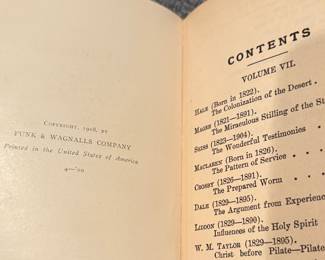 COPYRIGHT, 1908, BY
FUNK & WAGNALLS COMPANY
Printed in the United States of America
CONTENTS
VOLUME VII.
HALE (Born in 1822).
The Colonization of the Desert
MAGEE (1821–1891).
The Miraculous Stilling of the
SEISS (1823–1904).
The Wonderful Testimonies
MACLAREN (Born in 1826).
The Pattern of Service
CROSBY (1826–1891).
The Prepared Worm
DALE (1829–1895).
The Argument from Experience
LIDDON (1829–1890).
Influences of the Holy Spirit
W. M. TAYLOR (1829–1895).
Christ before Pilate—Pilate